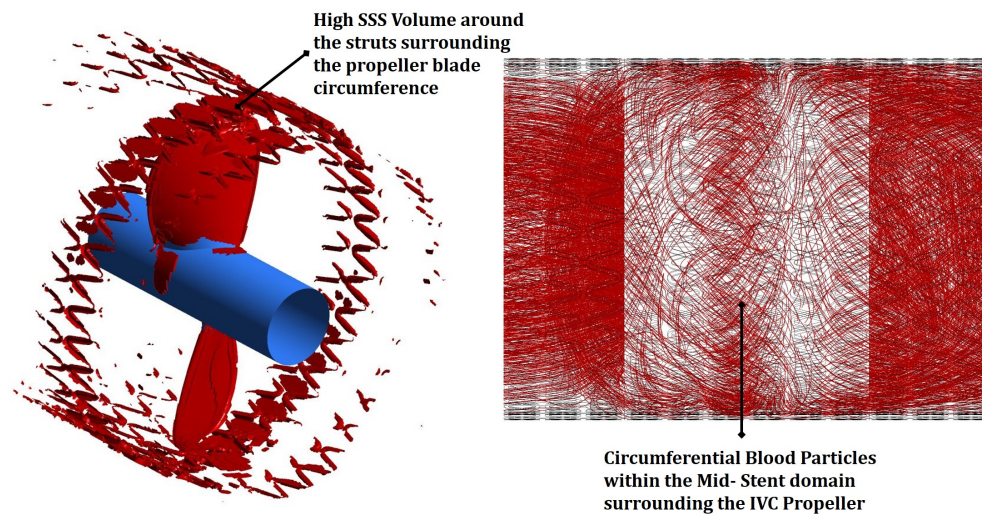 High SSS Volume around
the struts surrounding
the propeller blade
circumference
Circumferential Blood Particles
within the Mid- Stent domain
surrounding the IVC Propeller